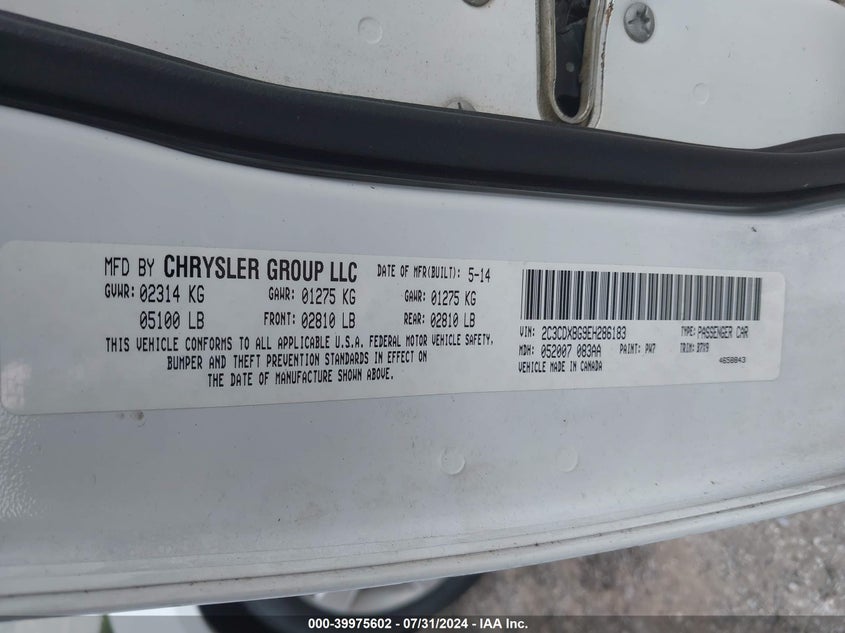 MFD BY CHRYSLER GROUP LLC DATE OF MFR(BUILT): 5-14
GVWR: 02314 KG GAWR: 01275 KG GAWR: 01275 KG
05100 LB FRONT: 02810 LB REAR: 02810 LB
THIS VEHICLE CONFORMS TO ALL APPLICABLE U.S.A. FEDERAL MOTOR VEHICLE SAFETY,
BUMPER AND THEFT PREVENTION STANDARDS IN EFFECT ON
THE DATE OF MANUFACTURE SHOWN ABOVE.
VIN: 2C3CDXBG9EH286183 TYPE: PASSENGER CAR
MDH: 052007 083AA PAINT: PW7 TRIM: B7X9
VEHICLE MADE IN CANADA 4658843
000-39975602 - 07/31/2024 - IAA Inc.